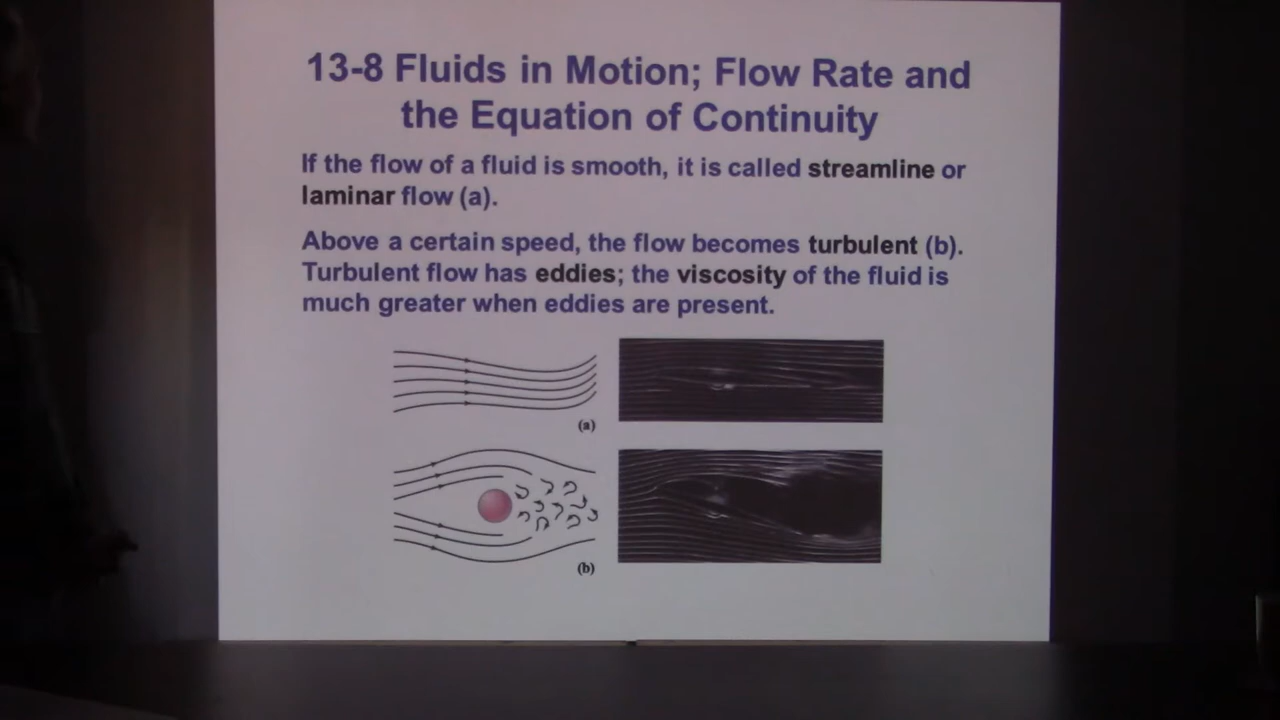 13-8 Fluids in Motion; Flow Rate and
the Equation of Continuity
If the flow of a fluid is smooth, it is called streamline or
laminar flow (a).
Above a certain speed, the flow becomes turbulent (b).
Turbulent flow has eddies; the viscosity of the fluid is
much greater when eddies are present.
(a)
(b)